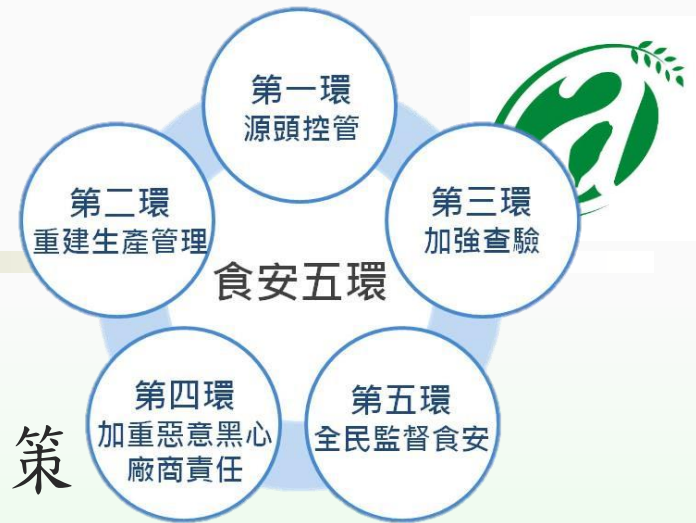 第一環
源頭控管
第二環
重建生產管理
第三環
加強查驗
食安五環
第四環
加重惡意黑心
廠商責任
第五環
全民監督食安
策